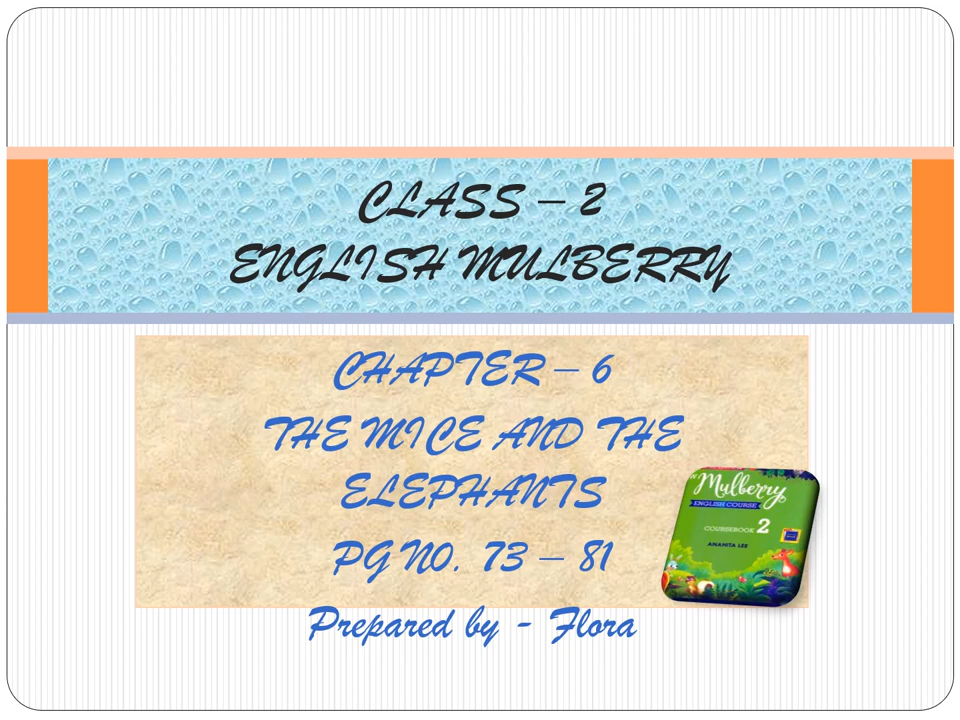 CLASS – 2
ENGLISH MULBERRY
CHAPTER – 6
THE MICE AND THE
ELEPHANTS
PG NO. 73 – 81
Prepared by - Flora
Mulberry
ENGLISH COURSE
COURSEBOOK 2
ANAHITA LEE